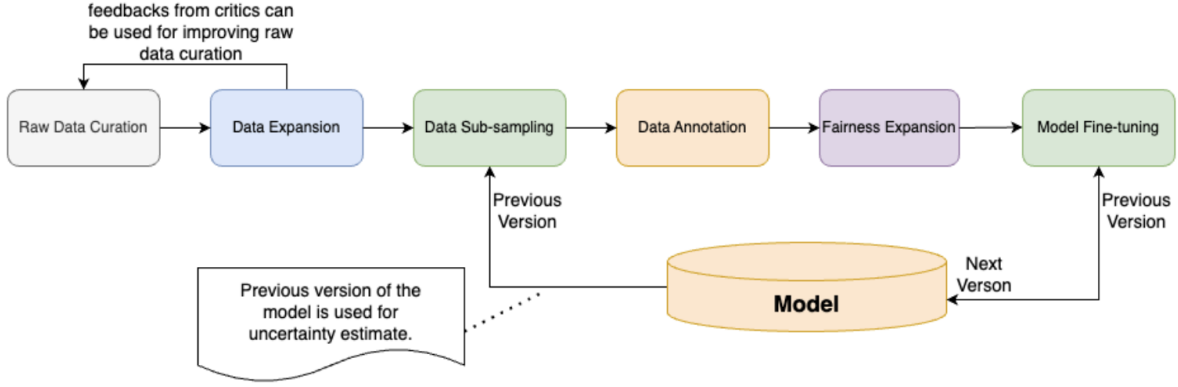 feedbacks from critics can
be used for improving raw
data curation
Raw Data Curation
Data Expansion
Data Sub-sampling
Data Annotation
Fairness Expansion
Model Fine-tuning
Previous
Version
Previous
Version
Next
Verson
Model
Previous version of the
model is used for
uncertainty estimate.